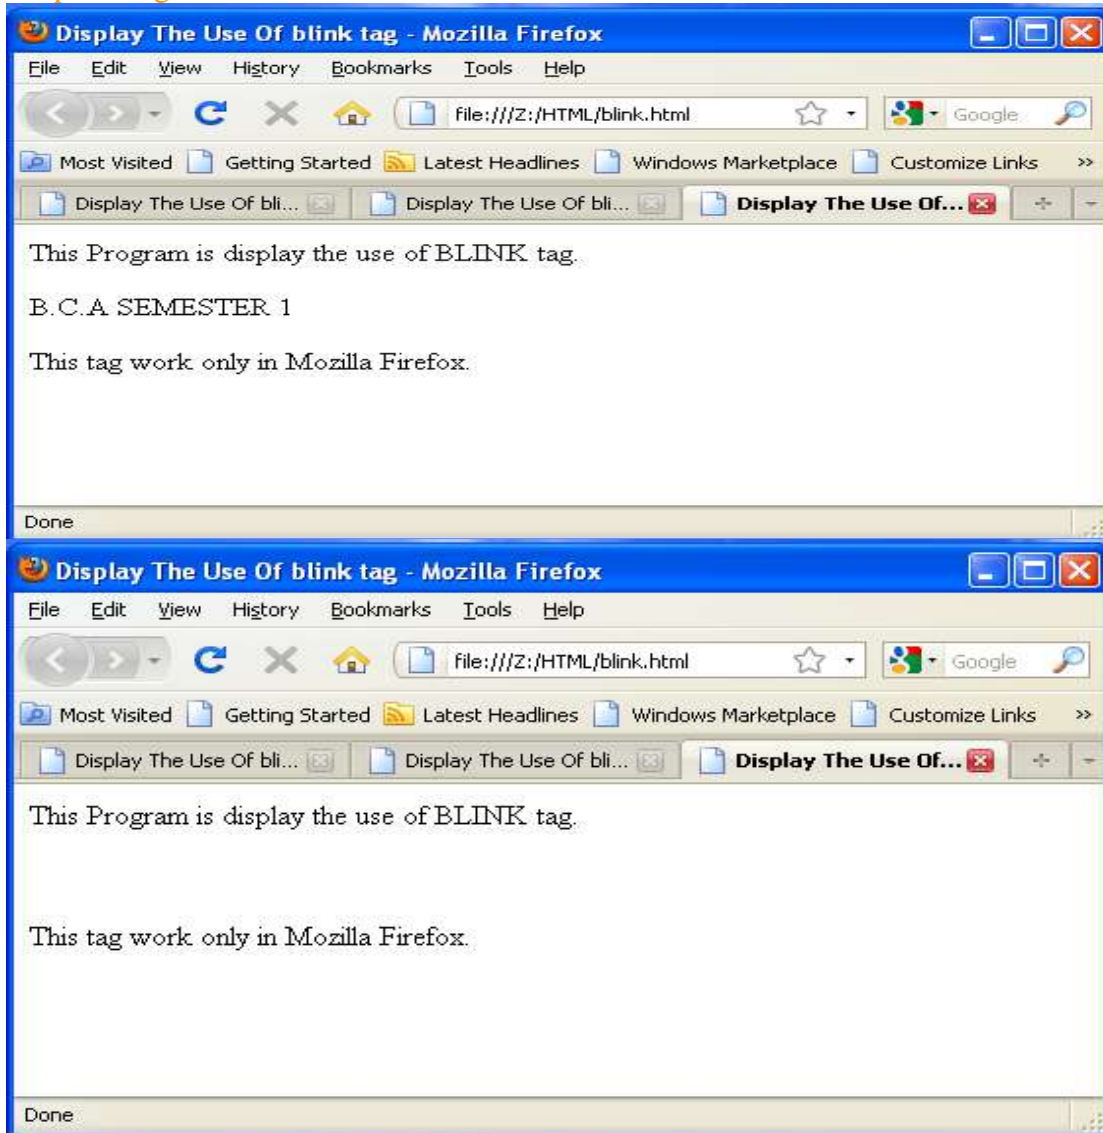 Display The Use Of blink tag - Mozilla Firefox
File Edit View History Bookmarks Tools Help
file:///Z:/HTML/blink.html Google
Most Visited Getting Started Latest Headlines Windows Marketplace Customize Links »
Display The Use Of bli... Display The Use Of bli... Display The Use Of...
This Program is display the use of BLINK tag.
B.C.A SEMESTER 1
This tag work only in Mozilla Firefox.
Done
Display The Use Of blink tag - Mozilla Firefox
File Edit View History Bookmarks Tools Help
file:///Z:/HTML/blink.html Google
Most Visited Getting Started Latest Headlines Windows Marketplace Customize Links »
Display The Use Of bli... Display The Use Of bli... Display The Use Of...
This Program is display the use of BLINK tag.
This tag work only in Mozilla Firefox.
Done